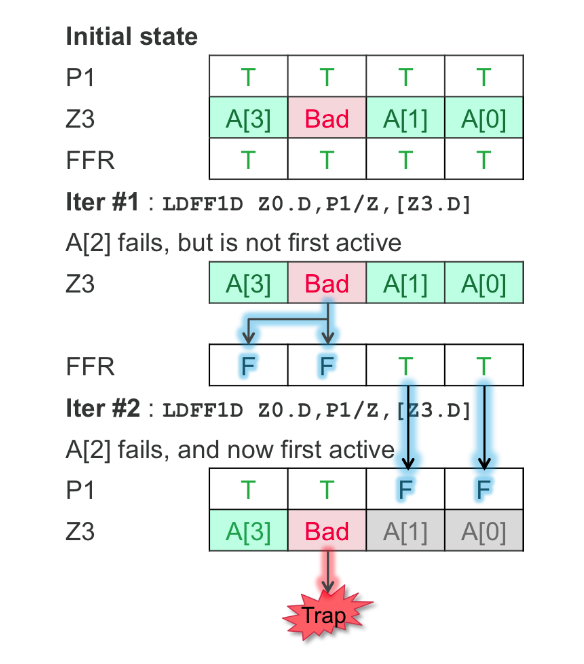 Initial state
P1 T T T T
Z3 A[3] Bad A[1] A[0]
FFR T T T T
Iter #1 : LDFF1D Z0.D,P1/Z,[Z3.D]
A[2] fails, but is not first active
Z3 A[3] Bad A[1] A[0]
FFR F F T T
Iter #2 : LDFF1D Z0.D,P1/Z,[Z3.D]
A[2] fails, and now first active
P1 T T F F
Z3 A[3] Bad A[1] A[0]
Trap